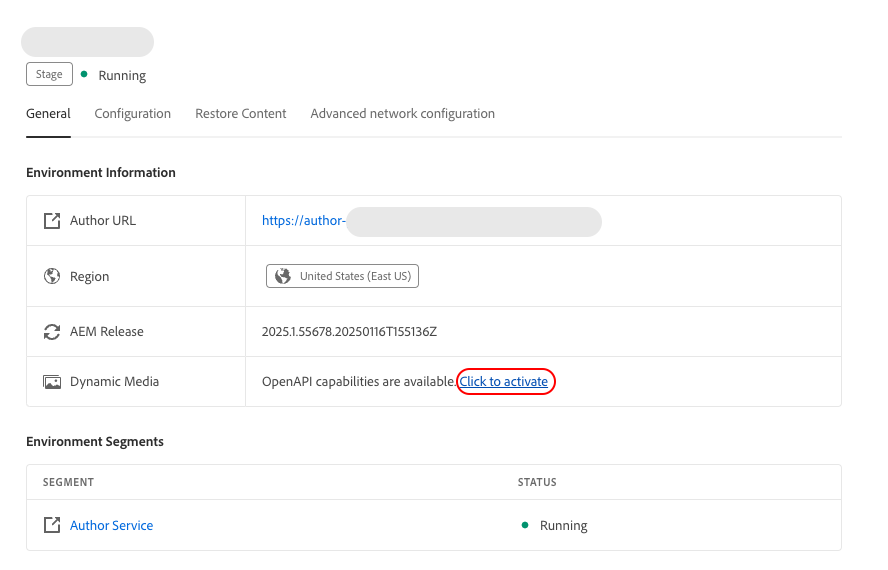 Stage Running
General Configuration Restore Content Advanced network configuration
Environment Information
Author URL https://author-
Region United States (East US)
AEM Release 2025.1.55678.20250116T155136Z
Dynamic Media OpenAPI capabilities are available. Click to activate
Environment Segments
SEGMENT STATUS
Author Service Running